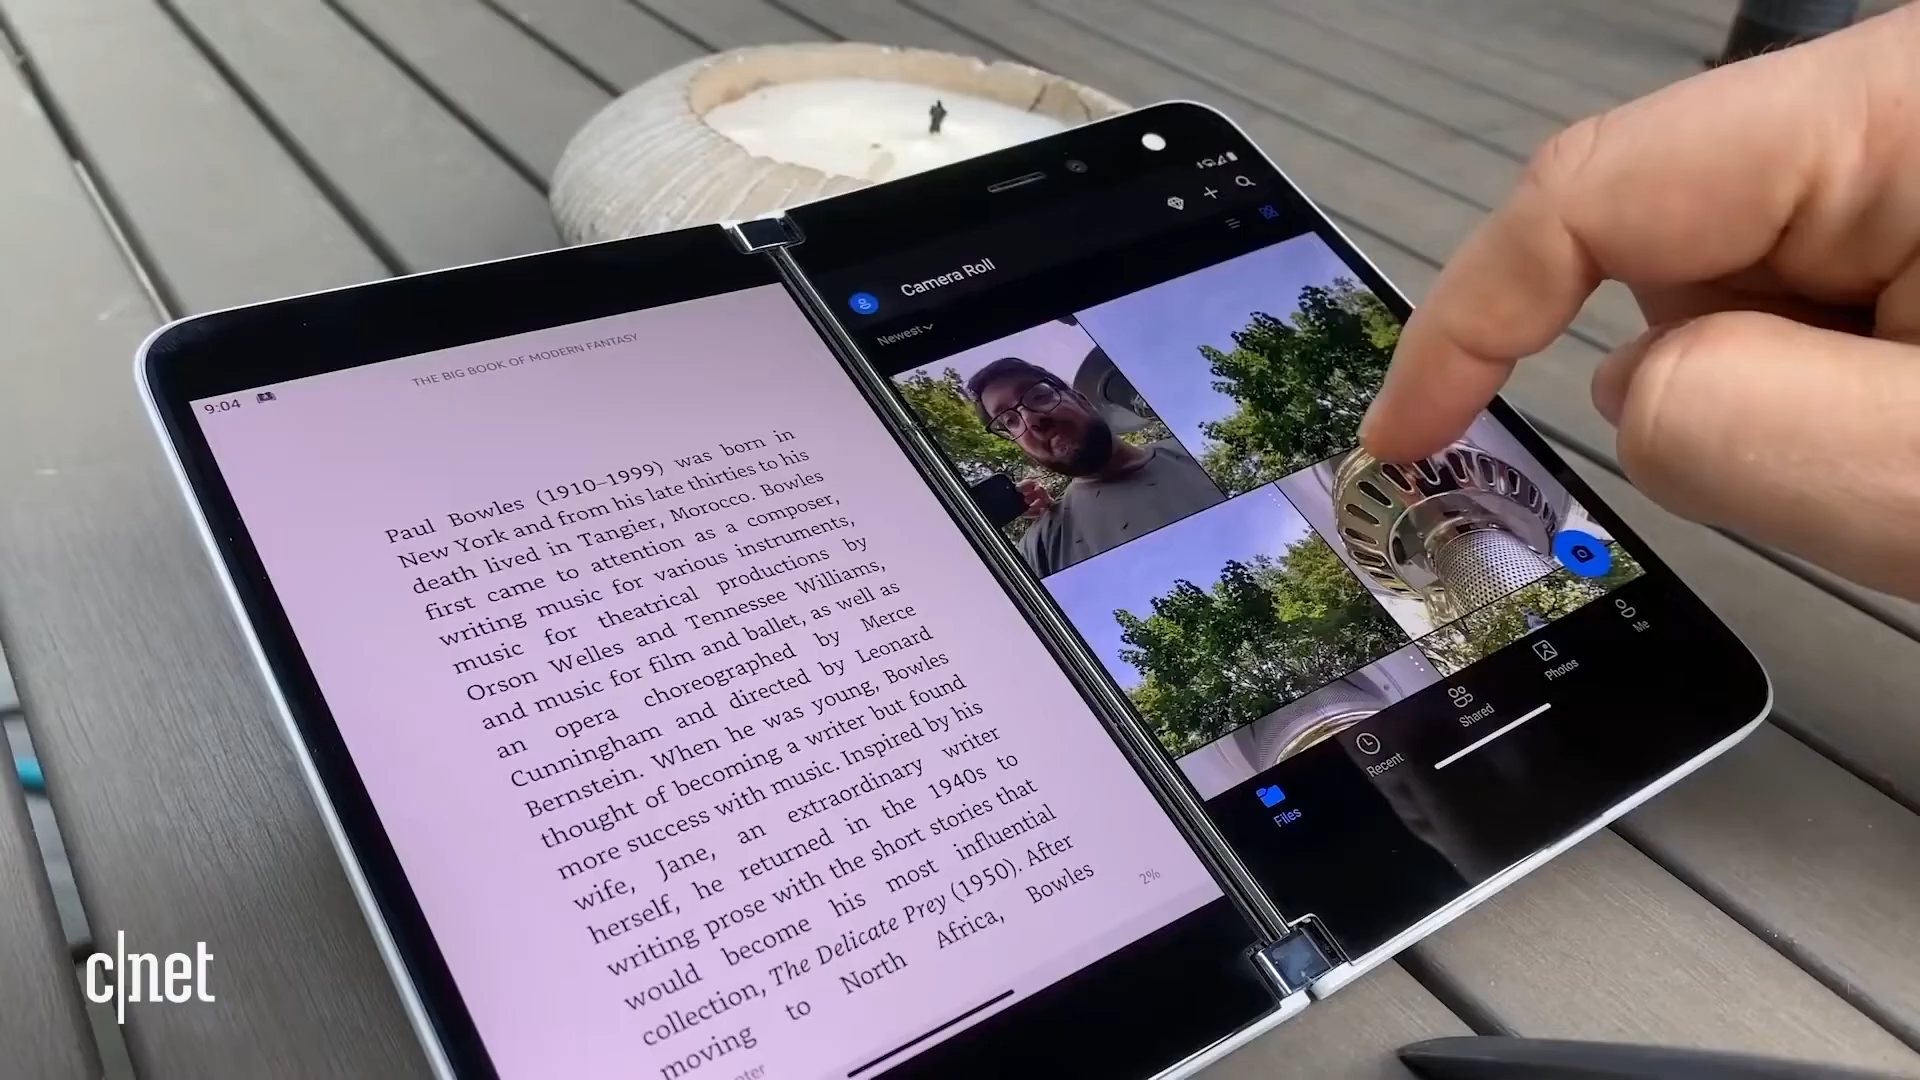 THE BIG BOOK OF MODERN FANTASY
9:04
Paul Bowles (1910–1999) was born in
New York and from his late thirties to his
death lived in Tangier, Morocco. Bowles
first came to attention as a composer,
writing music for various instruments,
music for theatrical productions by
Orson Welles and Tennessee Williams,
and music for film and ballet, as well as
an opera choreographed by Merce
Cunningham and directed by Leonard
Bernstein. When he was young, Bowles
thought of becoming a writer but found
more success with music. Inspired by his
wife, Jane, an extraordinary writer
herself, he returned in the 1940s to
writing prose with the short stories that
would become his most influential
collection, The Delicate Prey (1950). After
moving to North Africa, Bowles
2%
Camera Roll
Newest
Files
Recent
Shared
Photos
Me
c|net